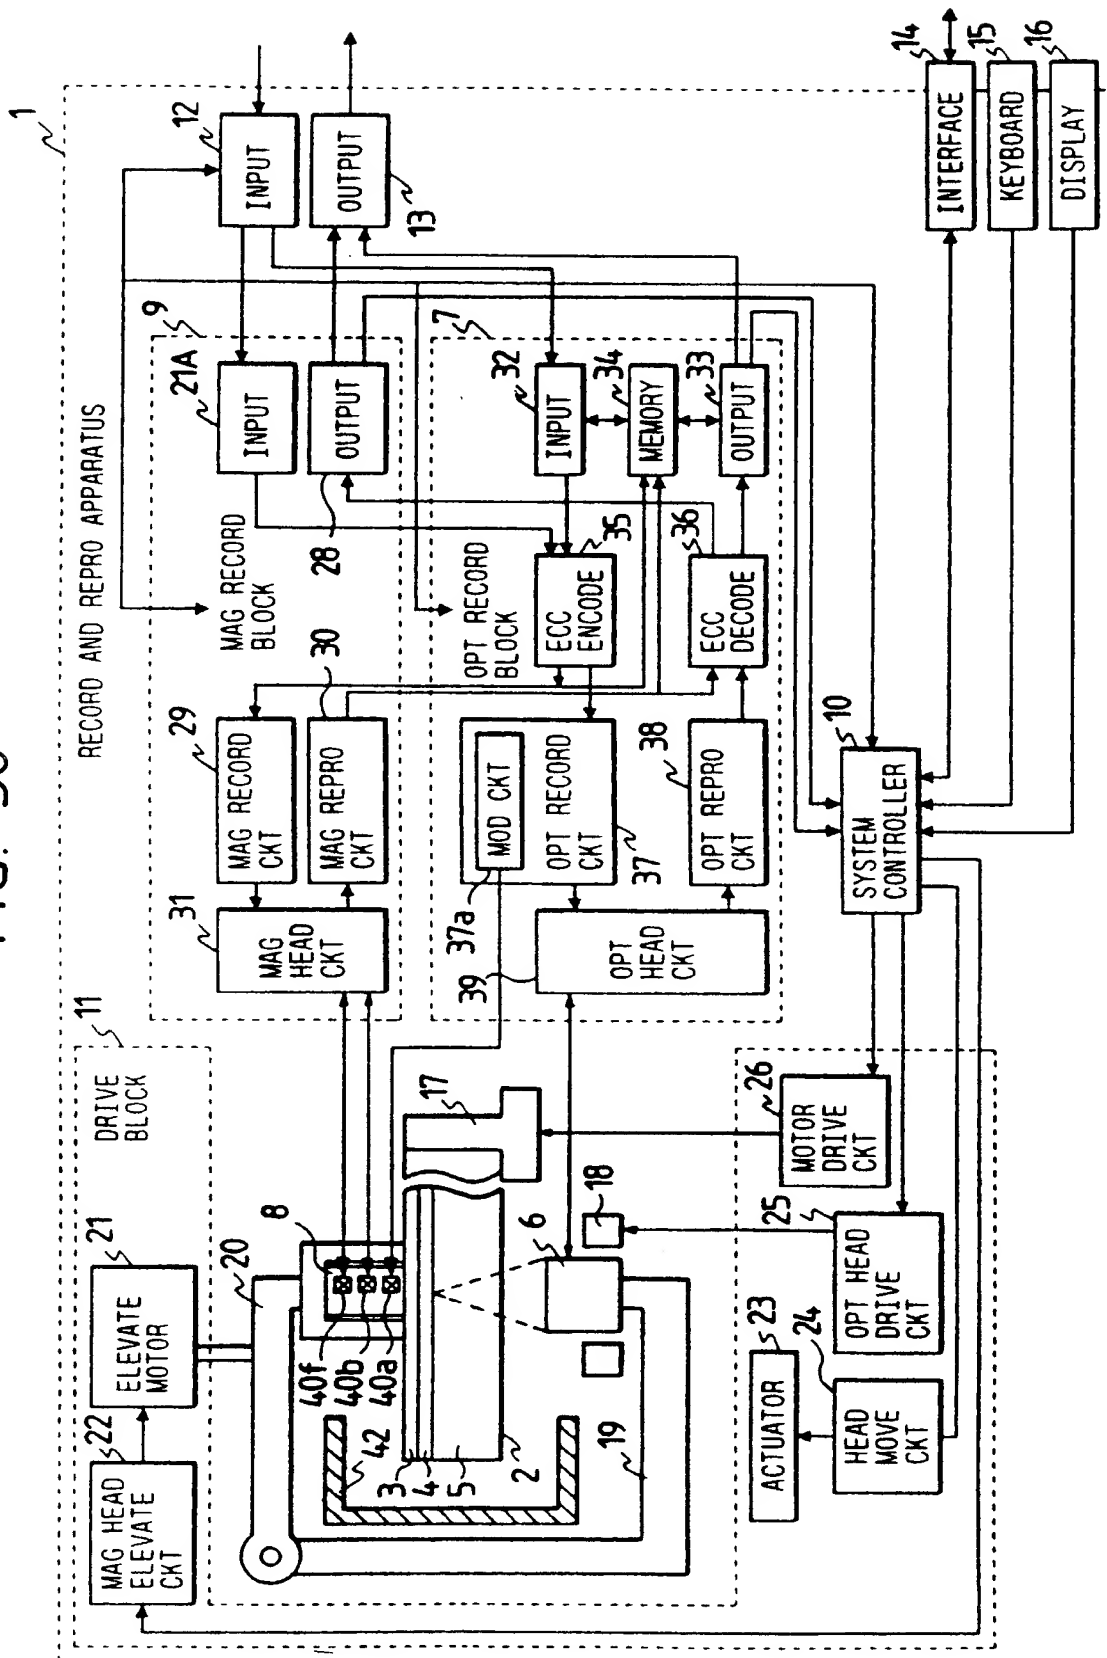 FIG.
1
RECORD AND REPRO APPARATUS
11
DRIVE
BLOCK
MAG HEAD
ELEVATE
CKT
22
ELEVATE
MOTOR
21
20
8
40f
40b
40a
42
3
4
5
2
17
6
18
19
MAG RECORD
BLOCK
9
31
MAG
HEAD
CKT
29
MAG RECORD
CKT
MAG REPRO
CKT
30
21A
INPUT
OUTPUT
28
12
INPUT
OUTPUT
13
OPT RECORD
BLOCK
7
37a
MOD CKT
OPT RECORD
CKT
37
39
OPT
HEAD
CKT
38
OPT REPRO
CKT
35
ECC
ENCODE
36
ECC
DECODE
32
INPUT
34
MEMORY
33
OUTPUT
10
SYSTEM
CONTROLLER
14
INTERFACE
15
KEYBOARD
16
DISPLAY
23
ACTUATOR
24
HEAD
MOVE
CKT
25
OPT HEAD
DRIVE
CKT
26
MOTOR
DRIVE
CKT